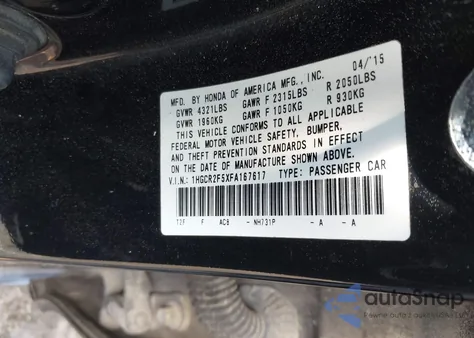 MFD. BY HONDA OF AMERICA MFG., INC. 04/'15
GVWR 4321LBS GAWR F 2315LBS R 2050LBS
GVWR 1960KG GAWR F 1050KG R 930KG
THIS VEHICLE CONFORMS TO ALL APPLICABLE
FEDERAL MOTOR VEHICLE SAFETY, BUMPER,
AND THEFT PREVENTION STANDARDS IN EFFECT
ON THE DATE OF MANUFACTURE SHOWN ABOVE.
V.I.N.: 1HGCR2F5XFA167617 TYPE: PASSENGER CAR
T2F F AC8 - NH731P - A - A
autoSnap